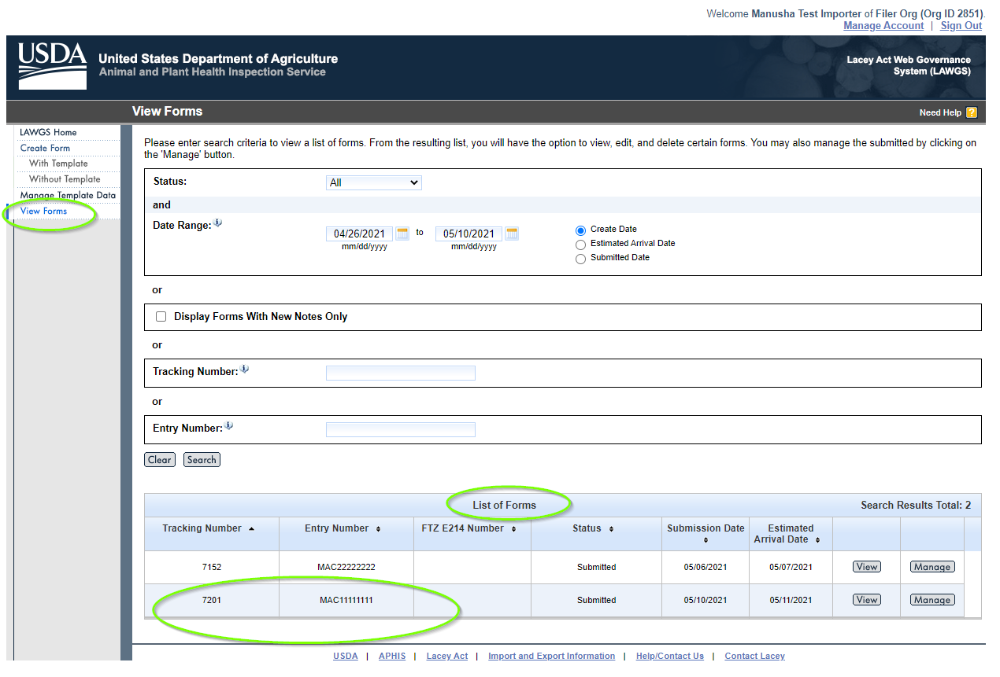 Welcome Manusha Test Importer of Filer Org (Org ID 2851).
Manage Account | Sign Out
USDA
United States Department of Agriculture
Animal and Plant Health Inspection Service
Lacey Act Web Governance
System (LAWGS)
View Forms
Need Help ?
LAWGS Home
Create Form
With Template
Without Template
Manage Template Data
View Forms
Please enter search criteria to view a list of forms. From the resulting list, you will have the option to view, edit, and delete certain forms. You may also manage the submitted by clicking on
the 'Manage' button.
Status: All
and
Date Range: 04/26/2021 to 05/10/2021
mm/dd/yyyy mm/dd/yyyy
Create Date
Estimated Arrival Date
Submitted Date
or
Display Forms With New Notes Only
or
Tracking Number:
or
Entry Number:
Clear Search
List of Forms Search Results Total: 2
Tracking Number Entry Number FTZ E214 Number Status Submission Date Estimated
Arrival Date
7152 MAC22222222 Submitted 05/06/2021 05/07/2021 View Manage
7201 MAC11111111 Submitted 05/10/2021 05/11/2021 View Manage
USDA | APHIS | Lacey Act | Import and Export Information | Help/Contact Us | Contact Lacey